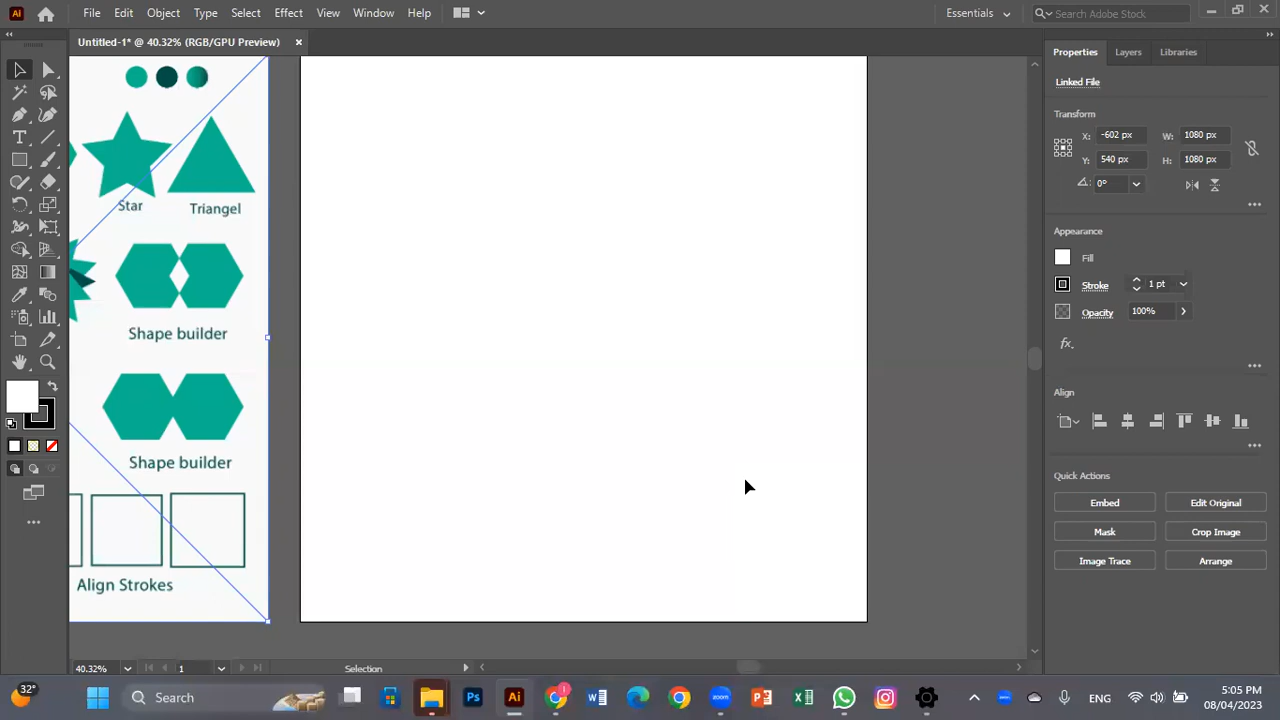 Ai File Edit Object Type Select Effect View Window Help Essentials Search Adobe Stock
Untitled-1* @ 40.32% (RGB/GPU Preview)
Properties Layers Libraries
Linked File
Transform
X: -602 px W: 1080 px
Y: 540 px H: 1080 px
0°
Star Triangel
Appearance
Fill
Stroke 1 pt
Opacity 100%
fx.
Shape builder
Align
Shape builder
Quick Actions
Embed Edit Original
Mask Crop Image
Image Trace Arrange
Align Strokes
40.32% 1 Selection
32° Search Ps Ai ENG 5:05 PM
08/04/2023